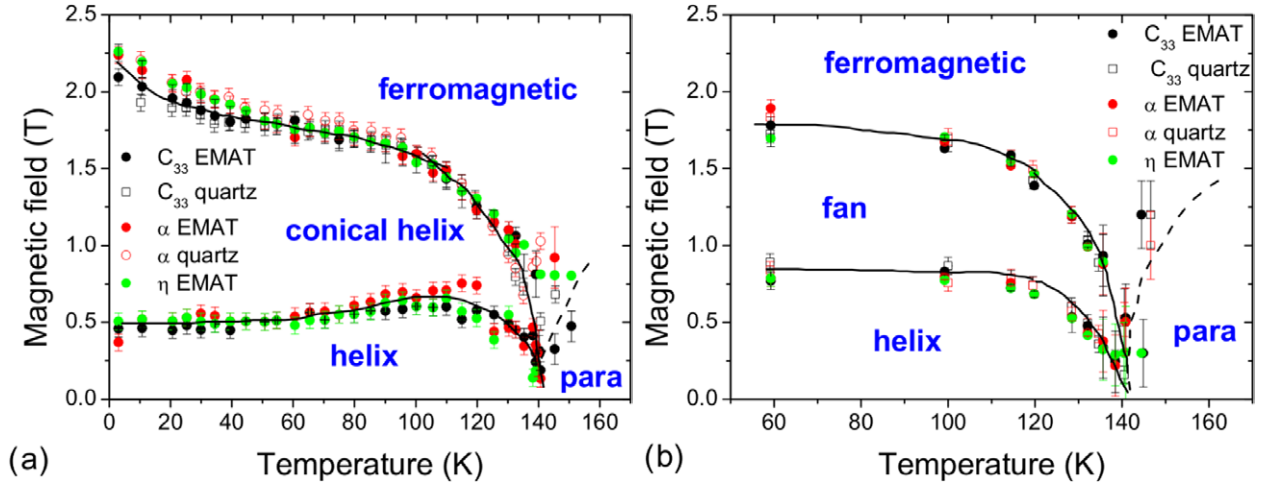 2.5
2.0
1.5
1.0
0.5
0.0
Magnetic field (T)
ferromagnetic
C33 EMAT
C33 quartz
α EMAT
α quartz
η EMAT
conical helix
helix
para
0 20 40 60 80 100 120 140 160
Temperature (K)
(a)
2.5
2.0
1.5
1.0
0.5
0.0
Magnetic field (T)
C33 EMAT
C33 quartz
α EMAT
α quartz
η EMAT
ferromagnetic
fan
helix
para
60 80 100 120 140 160
Temperature (K)
(b)